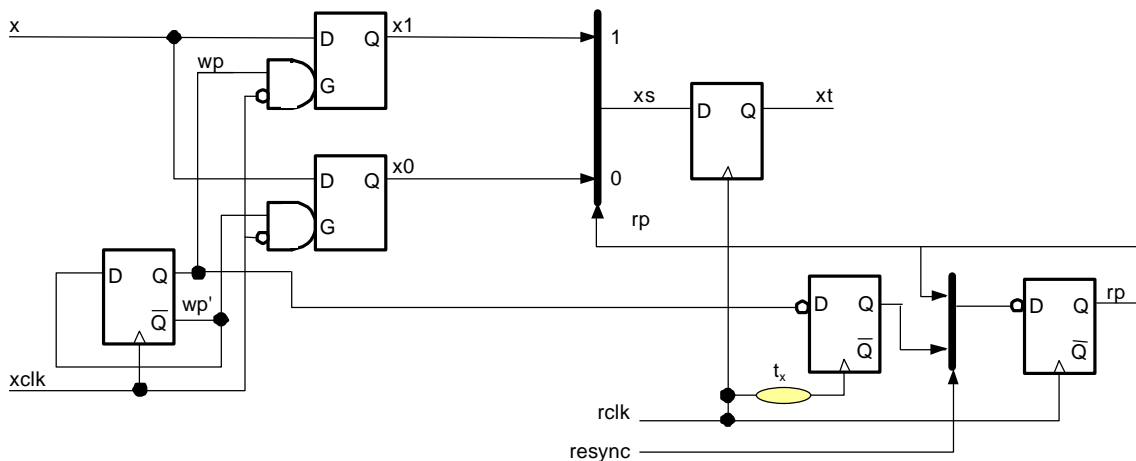 x
D Q
x1
1
wp
G
xs
D Q
xt
D Q
x0
0
G
rp
D Q
wp'
Q
D Q
Q
D Q
rp
Q
xclk
tx
rclk
resync